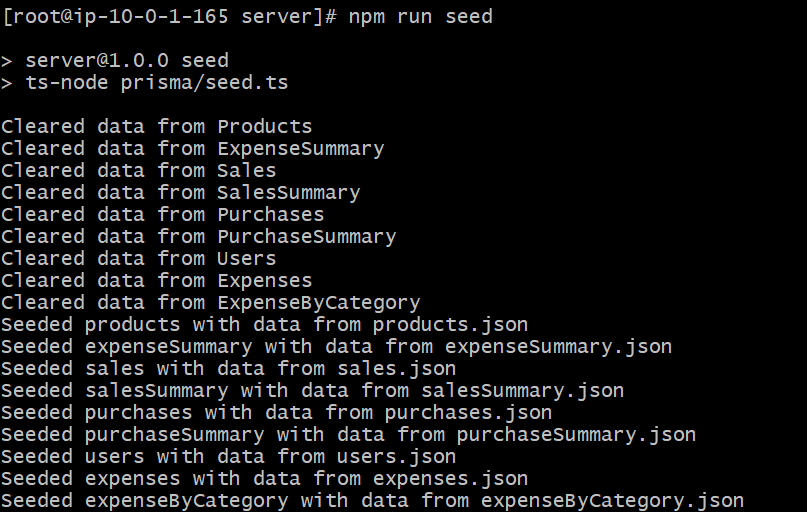 [root@ip-10-0-1-165 server]# npm run seed
> server@1.0.0 seed
> ts-node prisma/seed.ts
Cleared data from Products
Cleared data from ExpenseSummary
Cleared data from Sales
Cleared data from SalesSummary
Cleared data from Purchases
Cleared data from PurchaseSummary
Cleared data from Users
Cleared data from Expenses
Cleared data from ExpenseByCategory
Seeded products with data from products.json
Seeded expenseSummary with data from expenseSummary.json
Seeded sales with data from sales.json
Seeded salesSummary with data from salesSummary.json
Seeded purchases with data from purchases.json
Seeded purchaseSummary with data from purchaseSummary.json
Seeded users with data from users.json
Seeded expenses with data from expenses.json
Seeded expenseByCategory with data from expenseByCategory.json